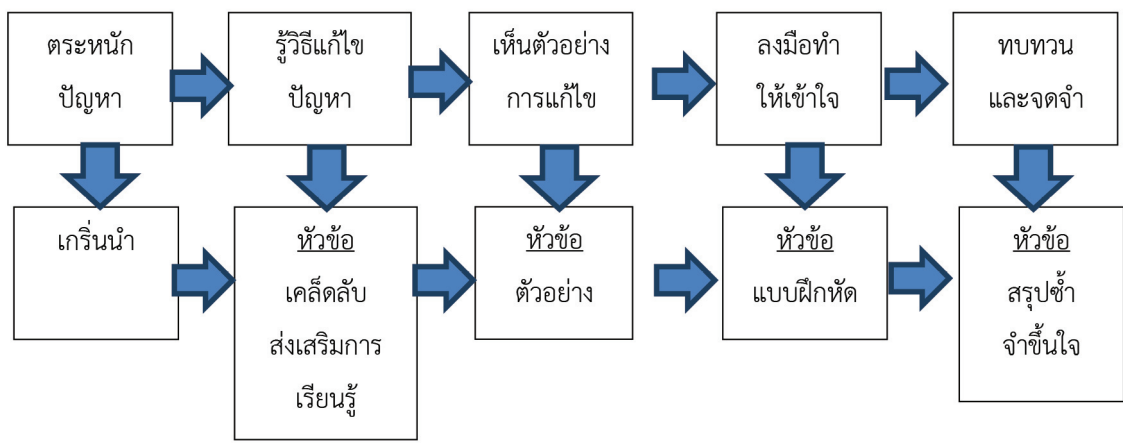 ตระหนัก
ปัญหา
รู้วิธีแก้ไข
ปัญหา
เห็นตัวอย่าง
การแก้ไข
ลงมือทำ
ให้เข้าใจ
ทบทวน
และจดจำ
เกริ่นนำ
หัวข้อ
เคล็ดลับ
ส่งเสริมการ
เรียนรู้
หัวข้อ
ตัวอย่าง
หัวข้อ
แบบฝึกหัด
หัวข้อ
สรุปซ้ำ
จำขึ้นใจ